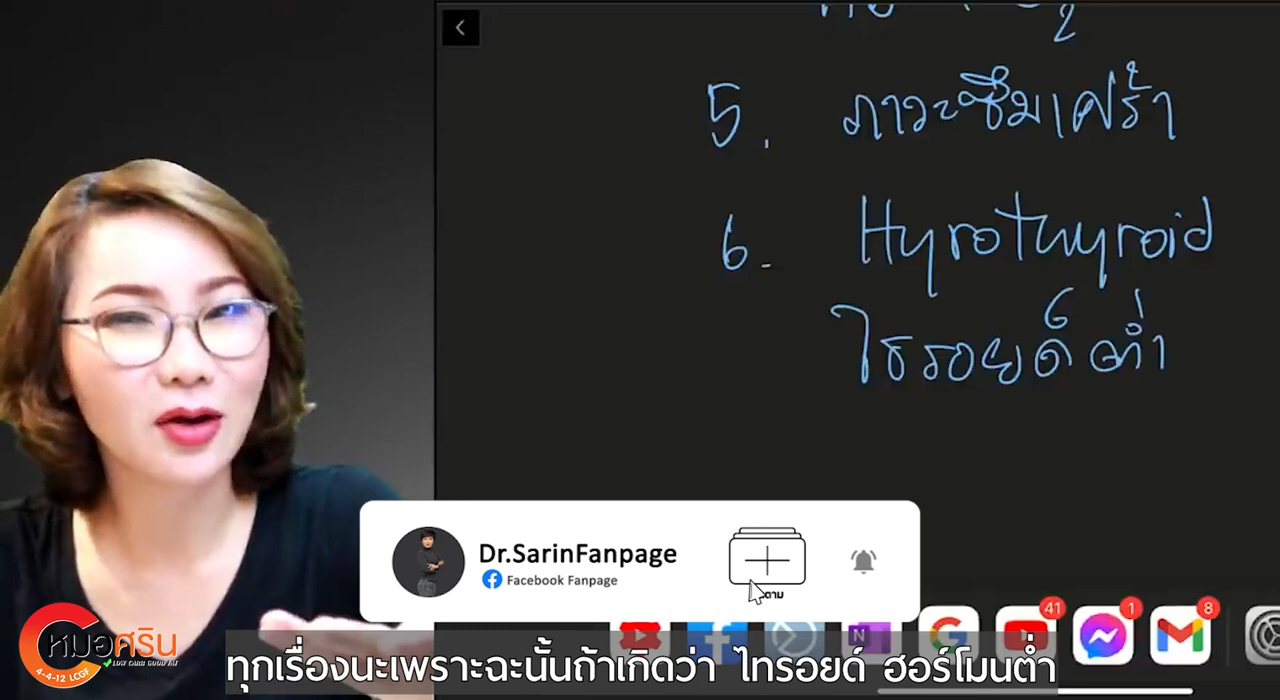 5. ภาวะซึมเศร้า
6. Hyrothyroid
ไธรอยด์ต่ำ
Dr.SarinFanpage
Facebook Fanpage
หมอศริน
LOW CARB GOOD FAT
4-4-12 LCGF
41
1
8
ทุกเรื่องนะเพราะฉะนั้นถ้าเกิดว่า ไทรอยด์ ฮอร์โมนต่ำ